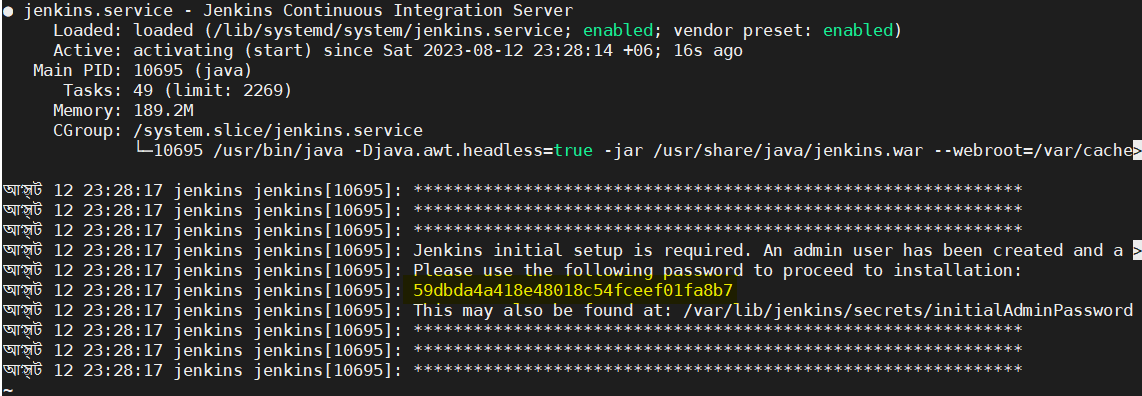 ● jenkins.service - Jenkins Continuous Integration Server
Loaded: loaded (/lib/systemd/system/jenkins.service; enabled; vendor preset: enabled)
Active: activating (start) since Sat 2023-08-12 23:28:14 +06; 16s ago
Main PID: 10695 (java)
Tasks: 49 (limit: 2269)
Memory: 189.2M
CGroup: /system.slice/jenkins.service
└─10695 /usr/bin/java -Djava.awt.headless=true -jar /usr/share/java/jenkins.war --webroot=/var/cache>
আগস্ট 12 23:28:17 jenkins jenkins[10695]: *************************************************************
আগস্ট 12 23:28:17 jenkins jenkins[10695]: *************************************************************
আগস্ট 12 23:28:17 jenkins jenkins[10695]: *************************************************************
আগস্ট 12 23:28:17 jenkins jenkins[10695]: Jenkins initial setup is required. An admin user has been created and a >
আগস্ট 12 23:28:17 jenkins jenkins[10695]: Please use the following password to proceed to installation:
আগস্ট 12 23:28:17 jenkins jenkins[10695]: 59dbda4a418e48018c54fceef01fa8b7
আগস্ট 12 23:28:17 jenkins jenkins[10695]: This may also be found at: /var/lib/jenkins/secrets/initialAdminPassword
আগস্ট 12 23:28:17 jenkins jenkins[10695]: *************************************************************
আগস্ট 12 23:28:17 jenkins jenkins[10695]: *************************************************************
আগস্ট 12 23:28:17 jenkins jenkins[10695]: *************************************************************
~